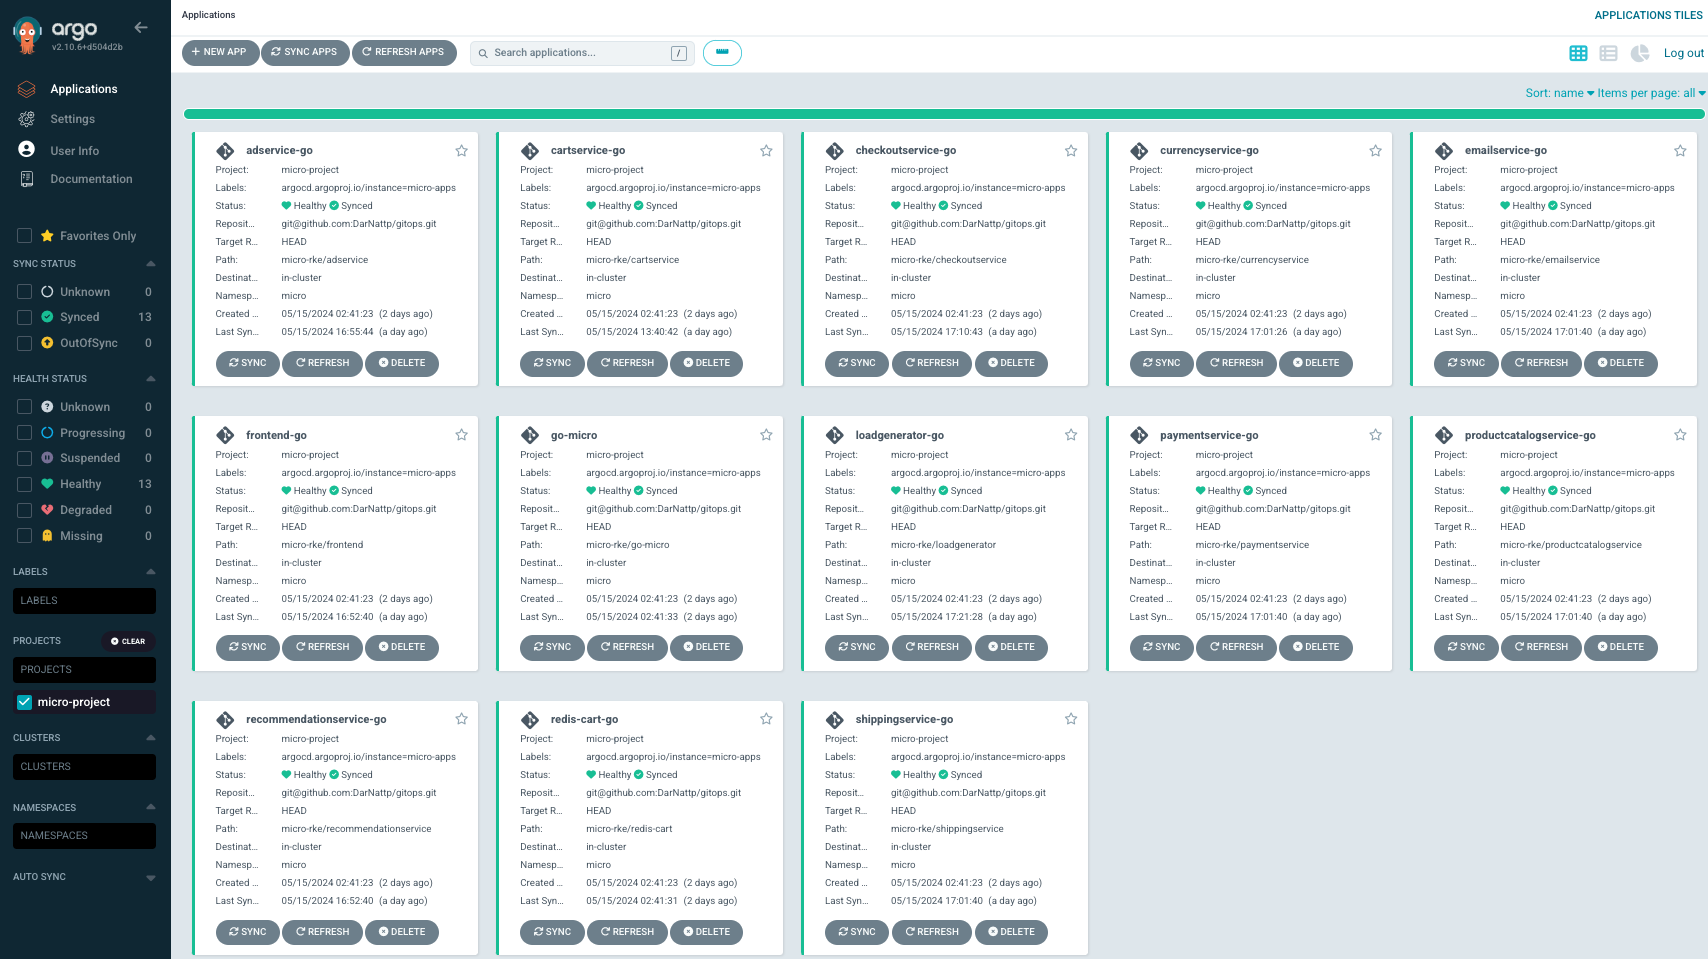 argo
v2.10.6+d504d2b
Applications
Settings
User Info
Documentation
Favorites Only
SYNC STATUS
Unknown 0
Synced 13
OutOfSync 0
HEALTH STATUS
Unknown 0
Progressing 0
Suspended 0
Healthy 13
Degraded 0
Missing 0
LABELS
LABELS
PROJECTS CLEAR
PROJECTS
micro-project
CLUSTERS
CLUSTERS
NAMESPACES
NAMESPACES
AUTO SYNC
Applications
APPLICATIONS TILES
NEW APP SYNC APPS REFRESH APPS Search applications... / Log out
Sort: name Items per page: all
adservice-go
Project: micro-project
Labels: argocd.argoproj.io/instance=micro-apps
Status: Healthy Synced
Reposit... git@github.com:DarNattp/gitops.git
Target R... HEAD
Path: micro-rke/adservice
Destinat... in-cluster
Namesp... micro
Created ... 05/15/2024 02:41:23 (2 days ago)
Last Syn... 05/15/2024 16:55:44 (a day ago)
SYNC REFRESH DELETE
cartservice-go
Project: micro-project
Labels: argocd.argoproj.io/instance=micro-apps
Status: Healthy Synced
Reposit... git@github.com:DarNattp/gitops.git
Target R... HEAD
Path: micro-rke/cartservice
Destinat... in-cluster
Namesp... micro
Created ... 05/15/2024 02:41:23 (2 days ago)
Last Syn... 05/15/2024 13:40:42 (a day ago)
SYNC REFRESH DELETE
checkoutservice-go
Project: micro-project
Labels: argocd.argoproj.io/instance=micro-apps
Status: Healthy Synced
Reposit... git@github.com:DarNattp/gitops.git
Target R... HEAD
Path: micro-rke/checkoutservice
Destinat... in-cluster
Namesp... micro
Created ... 05/15/2024 02:41:23 (2 days ago)
Last Syn... 05/15/2024 17:10:43 (a day ago)
SYNC REFRESH DELETE
currencyservice-go
Project: micro-project
Labels: argocd.argoproj.io/instance=micro-apps
Status: Healthy Synced
Reposit... git@github.com:DarNattp/gitops.git
Target R... HEAD
Path: micro-rke/currencyservice
Destinat... in-cluster
Namesp... micro
Created ... 05/15/2024 02:41:23 (2 days ago)
Last Syn... 05/15/2024 17:01:26 (a day ago)
SYNC REFRESH DELETE
emailservice-go
Project: micro-project
Labels: argocd.argoproj.io/instance=micro-apps
Status: Healthy Synced
Reposit... git@github.com:DarNattp/gitops.git
Target R... HEAD
Path: micro-rke/emailservice
Destinat... in-cluster
Namesp... micro
Created ... 05/15/2024 02:41:23 (2 days ago)
Last Syn... 05/15/2024 17:01:40 (a day ago)
SYNC REFRESH DELETE
frontend-go
Project: micro-project
Labels: argocd.argoproj.io/instance=micro-apps
Status: Healthy Synced
Reposit... git@github.com:DarNattp/gitops.git
Target R... HEAD
Path: micro-rke/frontend
Destinat... in-cluster
Namesp... micro
Created ... 05/15/2024 02:41:23 (2 days ago)
Last Syn... 05/15/2024 16:52:40 (a day ago)
SYNC REFRESH DELETE
go-micro
Project: micro-project
Labels: argocd.argoproj.io/instance=micro-apps
Status: Healthy Synced
Reposit... git@github.com:DarNattp/gitops.git
Target R... HEAD
Path: micro-rke/go-micro
Destinat... in-cluster
Namesp... micro
Created ... 05/15/2024 02:41:23 (2 days ago)
Last Syn... 05/15/2024 02:41:33 (2 days ago)
SYNC REFRESH DELETE
loadgenerator-go
Project: micro-project
Labels: argocd.argoproj.io/instance=micro-apps
Status: Healthy Synced
Reposit... git@github.com:DarNattp/gitops.git
Target R... HEAD
Path: micro-rke/loadgenerator
Destinat... in-cluster
Namesp... micro
Created ... 05/15/2024 02:41:23 (2 days ago)
Last Syn... 05/15/2024 17:21:28 (a day ago)
SYNC REFRESH DELETE
paymentservice-go
Project: micro-project
Labels: argocd.argoproj.io/instance=micro-apps
Status: Healthy Synced
Reposit... git@github.com:DarNattp/gitops.git
Target R... HEAD
Path: micro-rke/paymentservice
Destinat... in-cluster
Namesp... micro
Created ... 05/15/2024 02:41:23 (2 days ago)
Last Syn... 05/15/2024 17:01:40 (a day ago)
SYNC REFRESH DELETE
productcatalogservice-go
Project: micro-project
Labels: argocd.argoproj.io/instance=micro-apps
Status: Healthy Synced
Reposit... git@github.com:DarNattp/gitops.git
Target R... HEAD
Path: micro-rke/productcatalogservice
Destinat... in-cluster
Namesp... micro
Created ... 05/15/2024 02:41:23 (2 days ago)
Last Syn... 05/15/2024 17:01:40 (a day ago)
SYNC REFRESH DELETE
recommendationservice-go
Project: micro-project
Labels: argocd.argoproj.io/instance=micro-apps
Status: Healthy Synced
Reposit... git@github.com:DarNattp/gitops.git
Target R... HEAD
Path: micro-rke/recommendationservice
Destinat... in-cluster
Namesp... micro
Created ... 05/15/2024 02:41:23 (2 days ago)
Last Syn... 05/15/2024 16:52:40 (a day ago)
SYNC REFRESH DELETE
redis-cart-go
Project: micro-project
Labels: argocd.argoproj.io/instance=micro-apps
Status: Healthy Synced
Reposit... git@github.com:DarNattp/gitops.git
Target R... HEAD
Path: micro-rke/redis-cart
Destinat... in-cluster
Namesp... micro
Created ... 05/15/2024 02:41:23 (2 days ago)
Last Syn... 05/15/2024 02:41:31 (2 days ago)
SYNC REFRESH DELETE
shippingservice-go
Project: micro-project
Labels: argocd.argoproj.io/instance=micro-apps
Status: Healthy Synced
Reposit... git@github.com:DarNattp/gitops.git
Target R... HEAD
Path: micro-rke/shippingservice
Destinat... in-cluster
Namesp... micro
Created ... 05/15/2024 02:41:23 (2 days ago)
Last Syn... 05/15/2024 17:01:40 (a day ago)
SYNC REFRESH DELETE